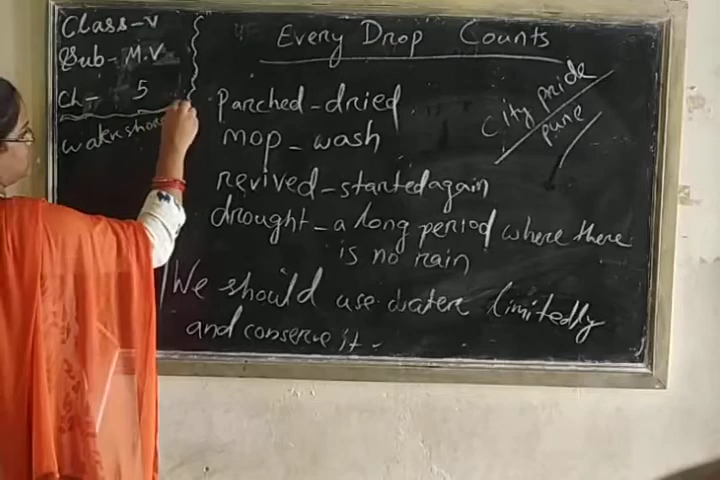 Class-V
Sub- M.V
Ch- 5
Every Drop Counts
parched-dried
mop-wash
revived-started again
drought-a long period where there
is no rain
We should use water limitedly
and conserve it.
City pride
pune